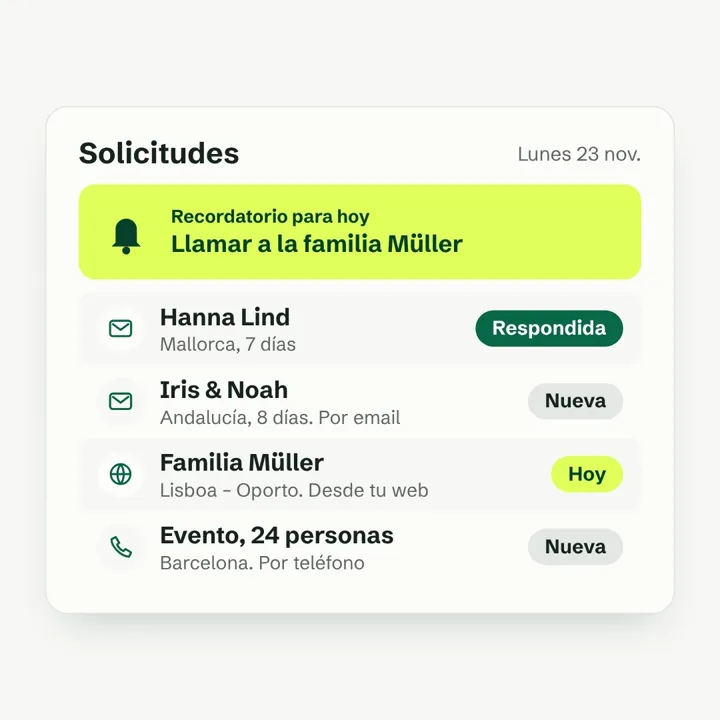 Solicitudes
Lunes 23 nov.
Recordatorio para hoy
Llamar a la familia Müller
Hanna Lind
Mallorca, 7 días
Respondida
Iris & Noah
Andalucía, 8 días. Por email
Nueva
Familia Müller
Lisboa – Oporto. Desde tu web
Hoy
Evento, 24 personas
Barcelona. Por teléfono
Nueva